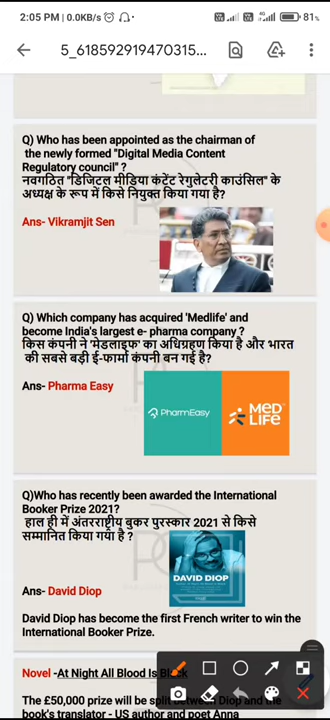 2:05 PM | 0.0KB/s
81%
5_618592919470315...
Q) Who has been appointed as the chairman of
the newly formed "Digital Media Content
Regulatory council" ?
नवगठित "डिजिटल मीडिया कंटेंट रेगुलेटरी काउंसिल" के
अध्यक्ष के रूप में किसे नियुक्त किया गया है?
Ans- Vikramjit Sen
Q) Which company has acquired 'Medlife' and
become India's largest e- pharma company ?
किस कंपनी ने 'मेडलाइफ' का अधिग्रहण किया है और भारत
की सबसे बड़ी ई-फार्मा कंपनी बन गई है?
Ans- Pharma Easy
PharmEasy
MED
LIFE
Q)Who has recently been awarded the International
Booker Prize 2021?
हाल ही में अंतरराष्ट्रीय बुकर पुरस्कार 2021 से किसे
सम्मानित किया गया है ?
DAVID DIOP
Ans- David Diop
David Diop has become the first French writer to win the
International Booker Prize.
Novel -At Night All Blood Is Black
The £50,000 prize will be split between Diop and the
book's translator - US author and poet Anna